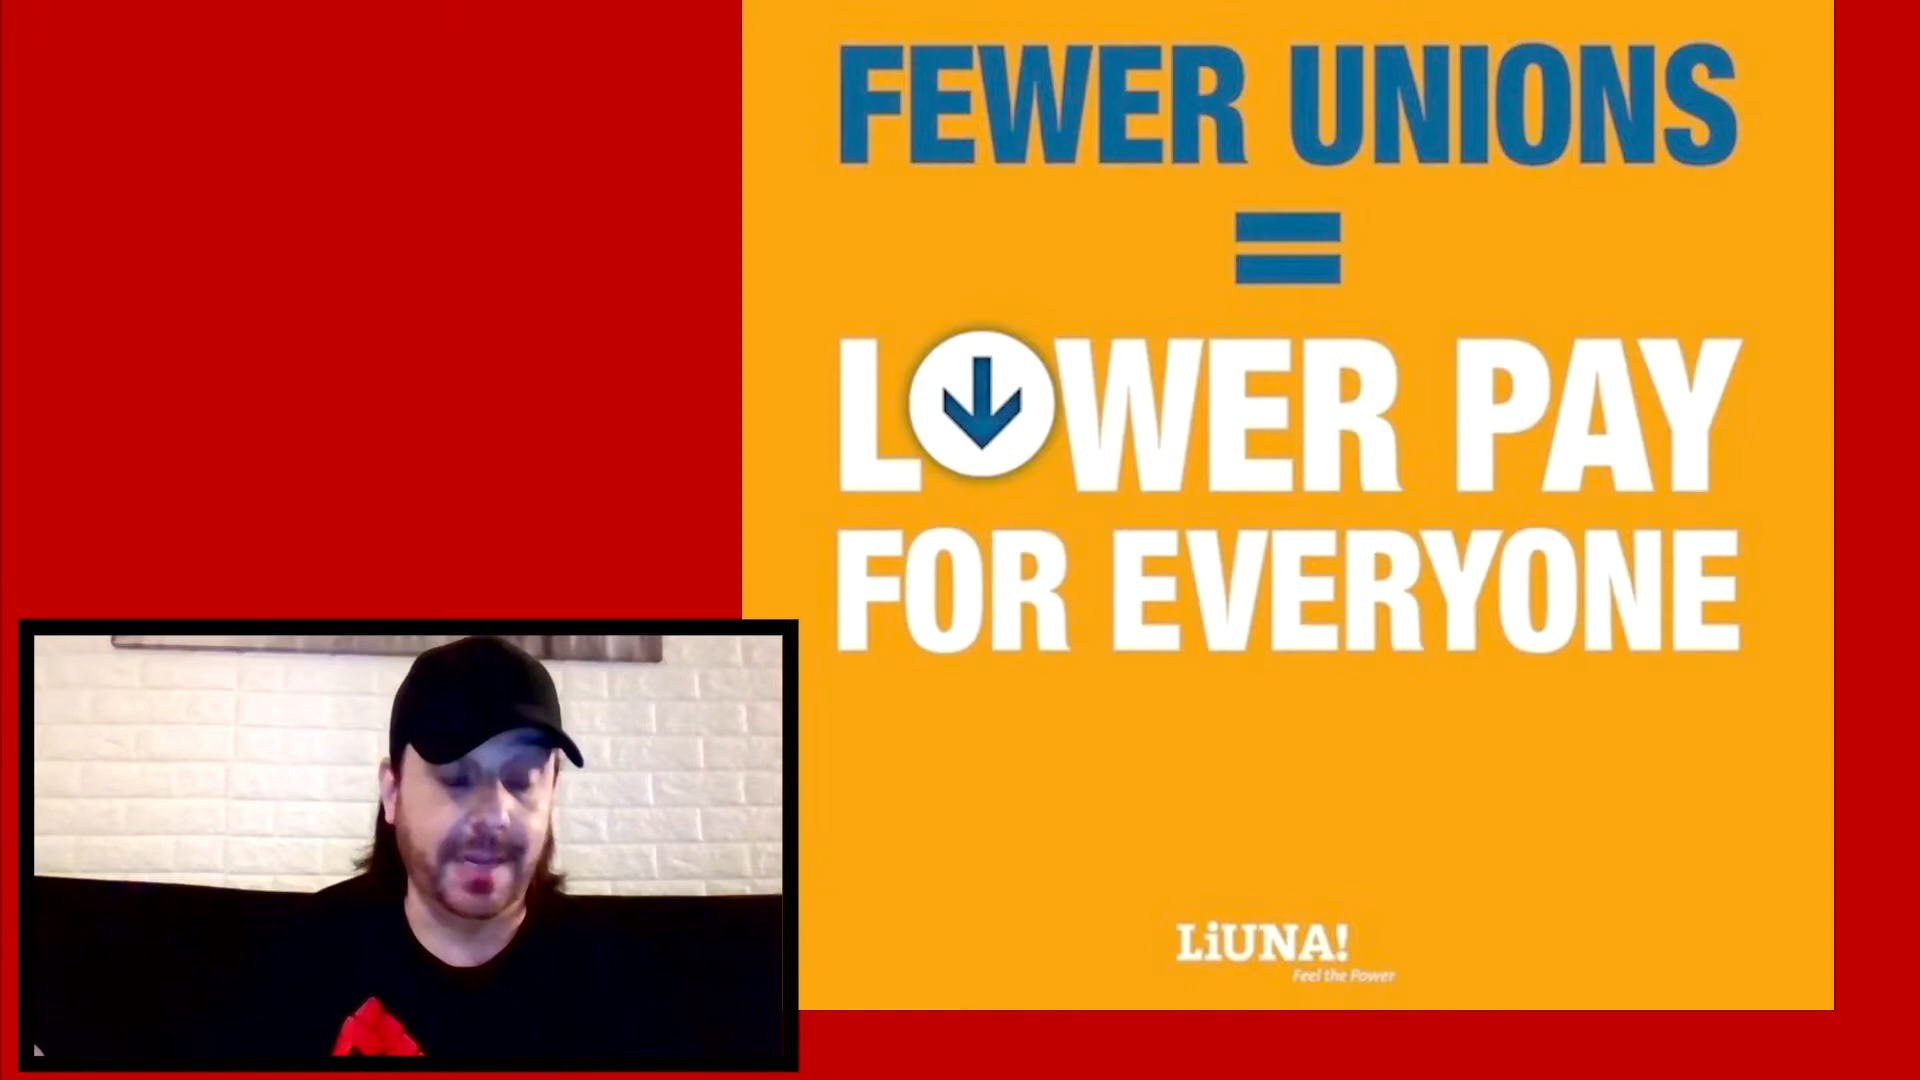 FEWER UNIONS
=
LOWER PAY
FOR EVERYONE
LiUNA!
Feel the Power